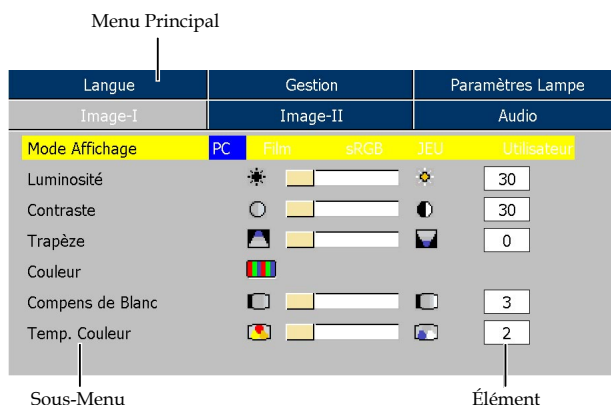 Menu Principal
Langue Gestion Paramètres Lampe
Image-I Image-II Audio
Mode Affichage PC Film sRGB JEU Utilisateur
Luminosité 30
Contraste 30
Trapèze 0
Couleur
Compens de Blanc 3
Temp. Couleur 2
Sous-Menu Élément